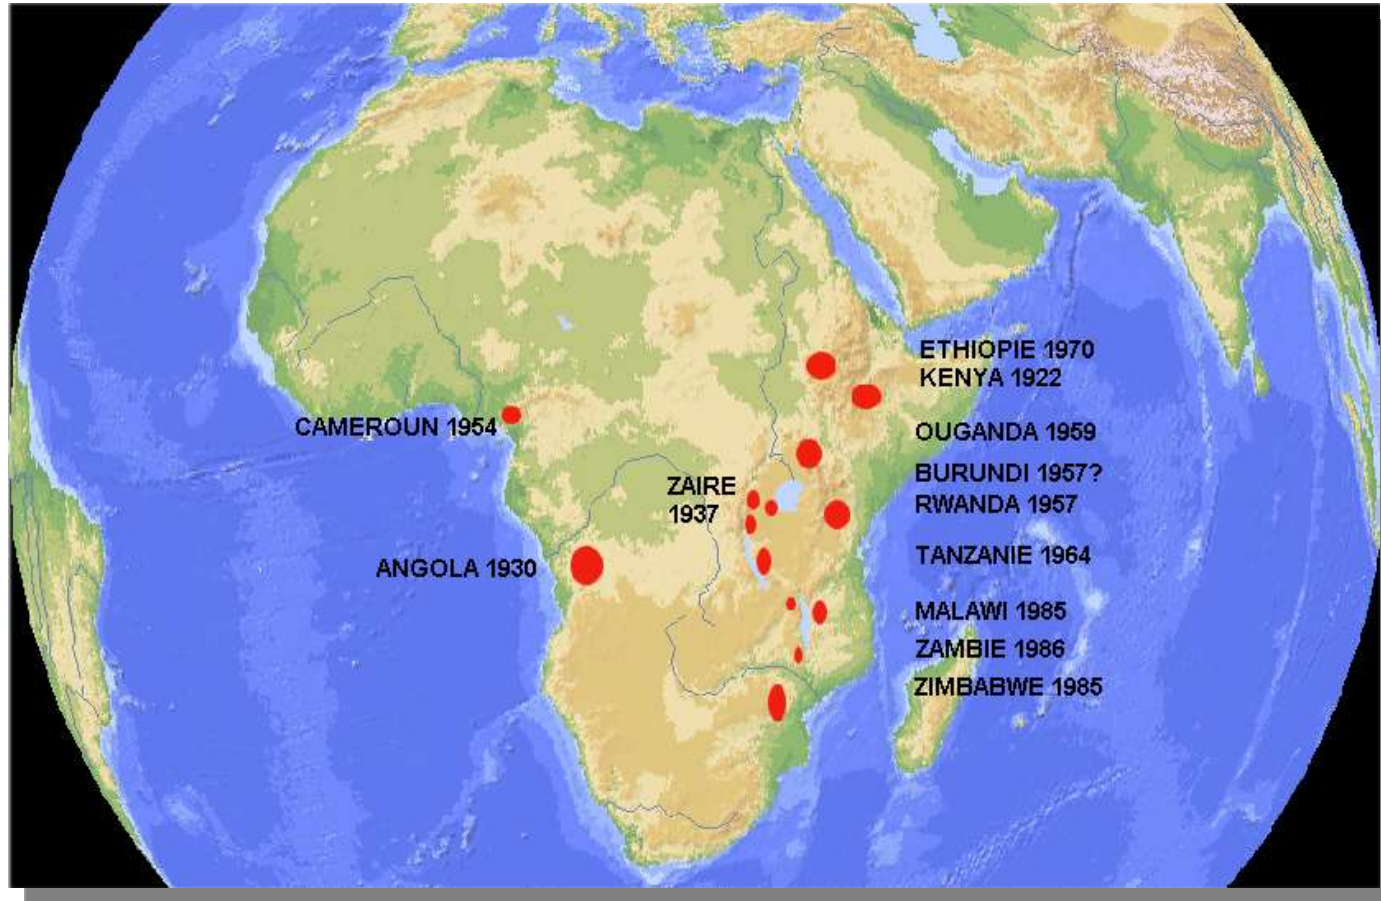 ETHIOPIE 1970
KENYA 1922
CAMEROUN 1954
OUGANDA 1959
BURUNDI 1957?
ZAIRE
1937
RWANDA 1957
TANZANIE 1964
ANGOLA 1930
MALAWI 1985
ZAMBIE 1986
ZIMBABWE 1985